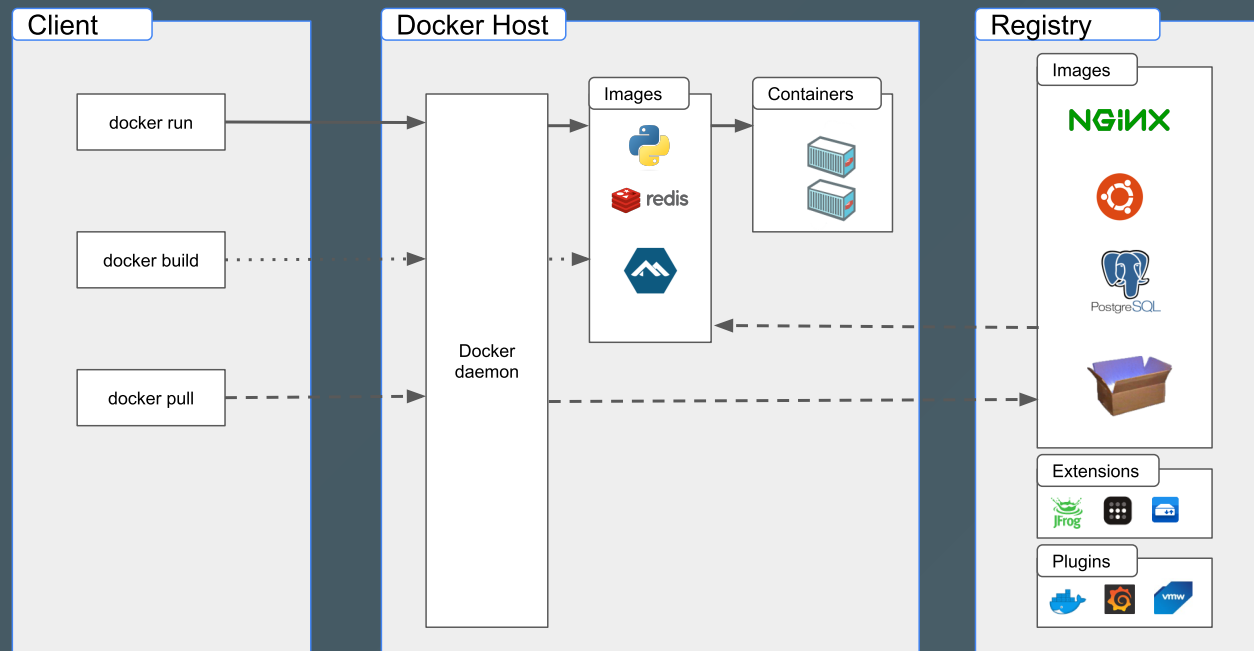 Client
Docker Host
Registry
docker run
docker build
docker pull
Docker
daemon
Images
redis
Containers
Images
NGiNX
PostgreSQL
Extensions
JFrog
Plugins
vmw